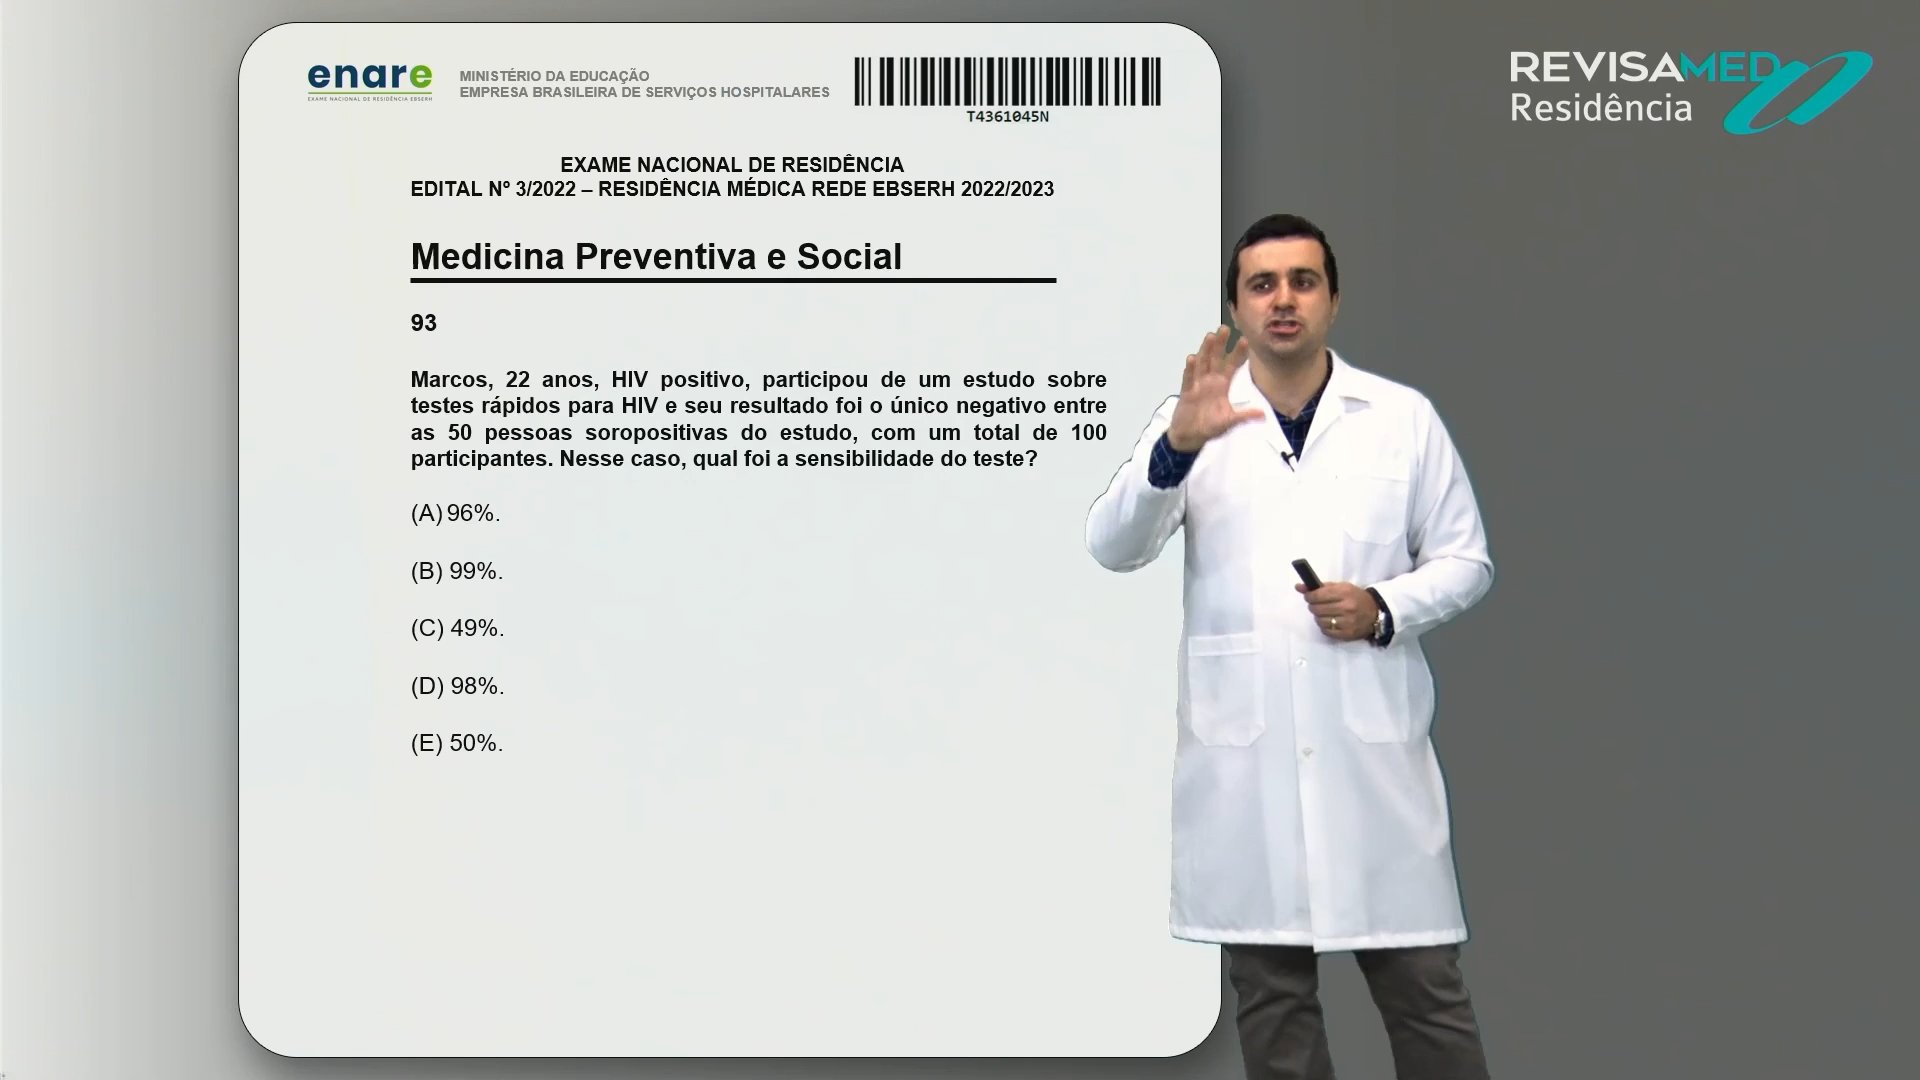 enare
EXAME NACIONAL DE RESIDÊNCIA EBSERH
MINISTÉRIO DA EDUCAÇÃO
EMPRESA BRASILEIRA DE SERVIÇOS HOSPITALARES
T4361045N
REVISAMED
Residência
EXAME NACIONAL DE RESIDÊNCIA
EDITAL Nº 3/2022 – RESIDÊNCIA MÉDICA REDE EBSERH 2022/2023
Medicina Preventiva e Social
93
Marcos, 22 anos, HIV positivo, participou de um estudo sobre
testes rápidos para HIV e seu resultado foi o único negativo entre
as 50 pessoas soropositivas do estudo, com um total de 100
participantes. Nesse caso, qual foi a sensibilidade do teste?
(A) 96%.
(B) 99%.
(C) 49%.
(D) 98%.
(E) 50%.